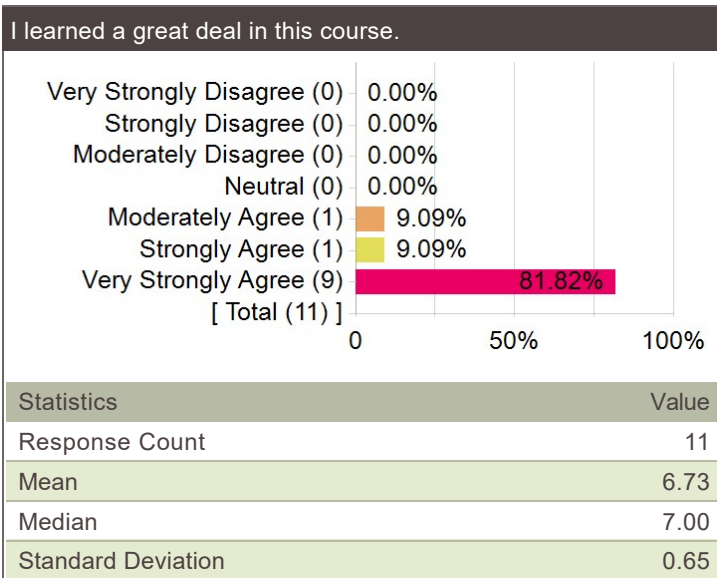 I learned a great deal in this course.
Very Strongly Disagree (0) 0.00%
Strongly Disagree (0) 0.00%
Moderately Disagree (0) 0.00%
Neutral (0) 0.00%
Moderately Agree (1) 9.09%
Strongly Agree (1) 9.09%
Very Strongly Agree (9) 81.82%
[ Total (11) ]
0 50% 100%
Statistics Value
Response Count 11
Mean 6.73
Median 7.00
Standard Deviation 0.65